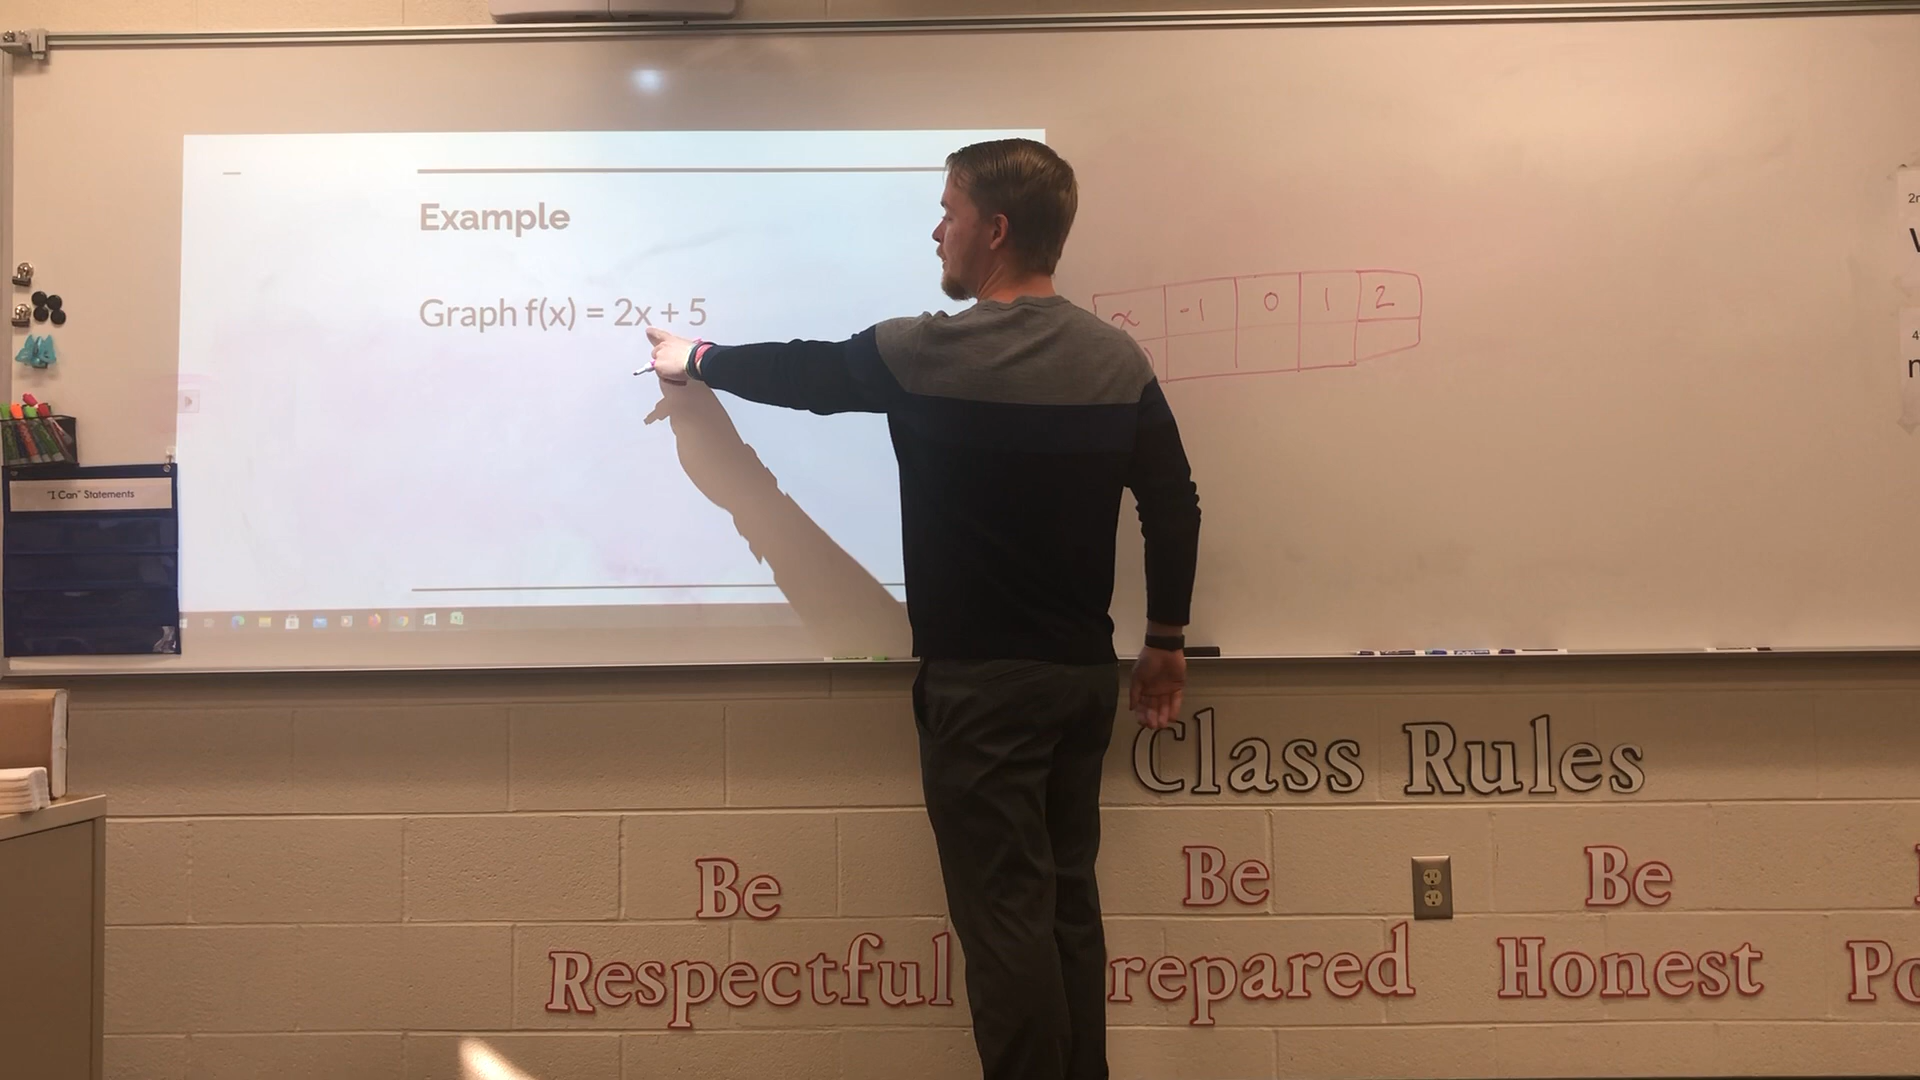 Example
Graph f(x) = 2x + 5
x -1 0 1 2
"I Can" Statements
Class Rules
Be Respectful
Be repared
Be Honest